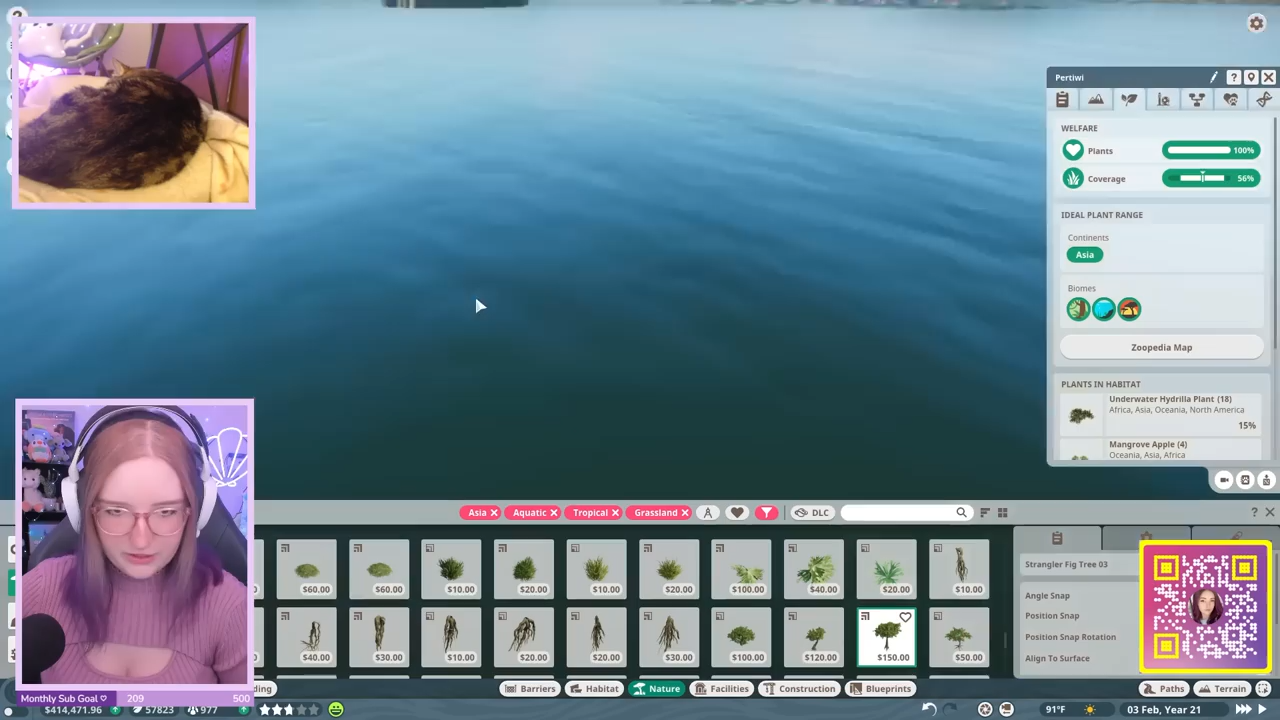 ?
Pertiwi
?
WELFARE
Plants
100%
Coverage
56%
IDEAL PLANT RANGE
Continents
Asia
Biomes
Zoopedia Map
PLANTS IN HABITAT
Underwater Hydrilla Plant (18)
Africa, Asia, Oceania, North America
15%
Mangrove Apple (4)
Oceania, Asia, Africa
Asia
Aquatic
Tropical
Grassland
DLC
?
$60.00
$60.00
$10.00
$20.00
$10.00
$20.00
$100.00
$40.00
$20.00
$10.00
$40.00
$30.00
$10.00
$20.00
$20.00
$30.00
$100.00
$120.00
$150.00
$50.00
Strangler Fig Tree 03
Angle Snap
Position Snap
Position Snap Rotation
Align To Surface
Monthly Sub Goal
209
500
Barriers
Habitat
Nature
Facilities
Construction
Blueprints
Paths
Terrain
$414,471.96
57823
977
91°F
03 Feb, Year 21